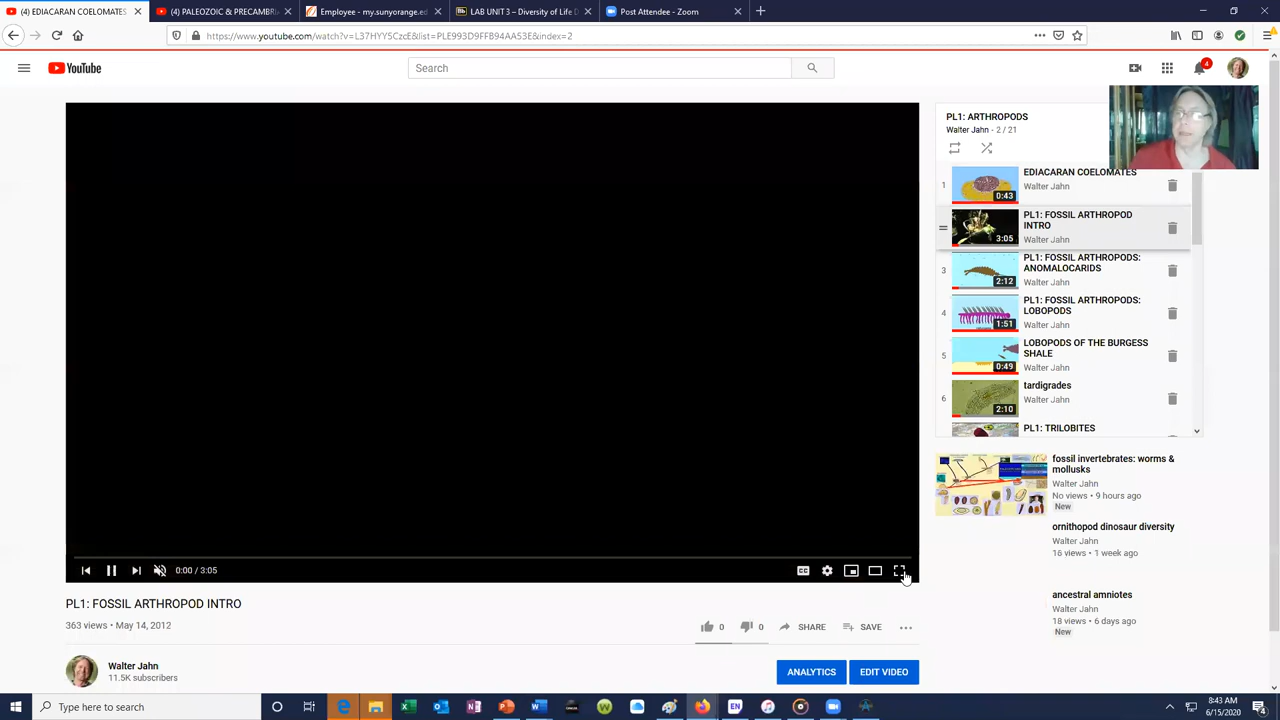 (4) EDIACARAN COELOMATES
(4) PALEOZOIC & PRECAMBRI
Employee - my.sunyorange.ed
LAB UNIT 3 – Diversity of Life D
Post Attendee - Zoom
https://www.youtube.com/watch?v=L37HYY5CzcE&list=PLE993D9FFB94AA53E&index=2
YouTube
Search
4
PL1: ARTHROPODS
Walter Jahn - 2 / 21
1
EDIACARAN COELOMATES
Walter Jahn
0:43
PL1: FOSSIL ARTHROPOD
INTRO
Walter Jahn
3:05
3
PL1: FOSSIL ARTHROPODS:
ANOMALOCARIDS
Walter Jahn
2:12
4
PL1: FOSSIL ARTHROPODS:
LOBOPODS
Walter Jahn
1:51
5
LOBOPODS OF THE BURGESS
SHALE
Walter Jahn
0:49
6
tardigrades
Walter Jahn
2:10
PL1: TRILOBITES
fossil invertebrates: worms &
mollusks
Walter Jahn
No views • 9 hours ago
New
ornithopod dinosaur diversity
Walter Jahn
16 views • 1 week ago
ancestral amniotes
Walter Jahn
18 views • 6 days ago
New
0:00 / 3:05
CC
PL1: FOSSIL ARTHROPOD INTRO
363 views • May 14, 2012
0
0
SHARE
SAVE
Walter Jahn
11.5K subscribers
ANALYTICS
EDIT VIDEO
Type here to search
EN
8:43 AM
6/15/2020
4